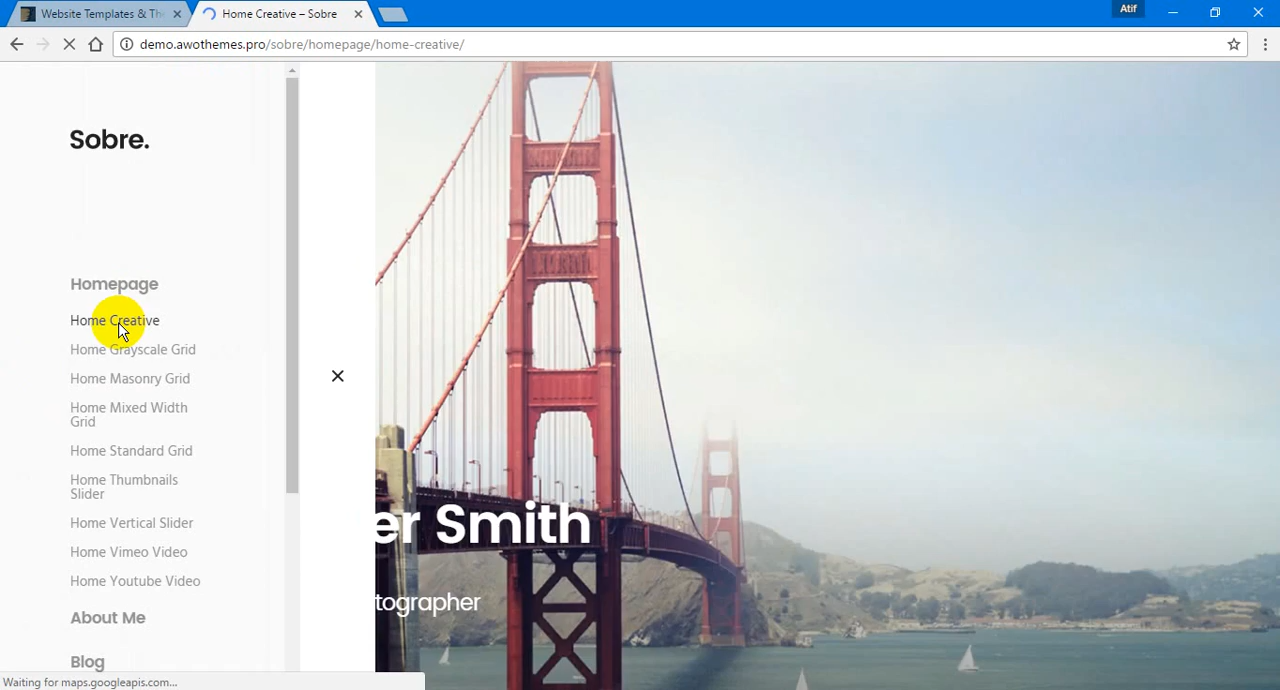 Website Templates & Th
Home Creative – Sobre
Atif
demo.awothemes.pro/sobre/homepage/home-creative/
Sobre.
Homepage
Home Creative
Home Grayscale Grid
Home Masonry Grid
Home Mixed Width
Grid
Home Standard Grid
Home Thumbnails
Slider
Home Vertical Slider
Home Vimeo Video
Home Youtube Video
About Me
Blog
er Smith
tographer
Waiting for maps.googleapis.com...